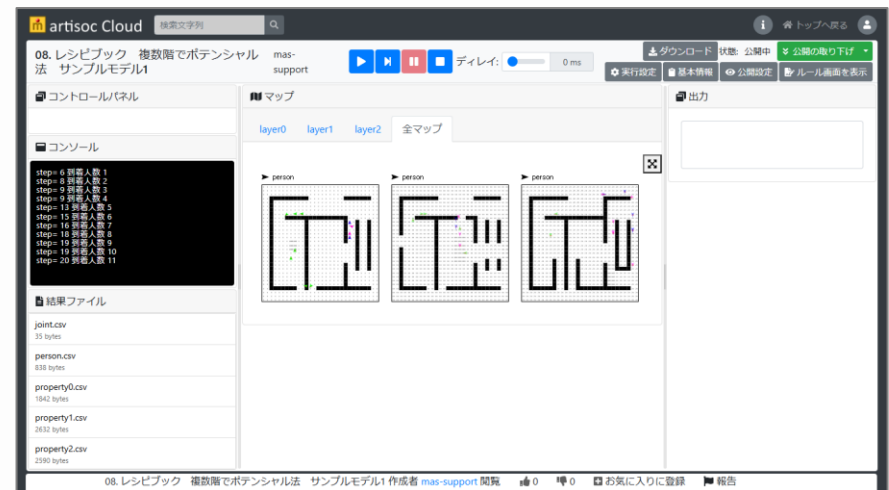 artisoc Cloud 検索文字列 トップへ戻る
08. レシピブック 複数階でポテンシャル法 サンプルモデル1
mas-support
ディレイ: 0 ms
ダウンロード 状態: 公開中 公開の取り下げ
実行設定 基本情報 公開設定 ルール画面を表示
コントロールパネル
コンソール
step= 6 到着人数 1
step= 8 到着人数 2
step= 9 到着人数 3
step= 9 到着人数 4
step= 13 到着人数 5
step= 15 到着人数 6
step= 16 到着人数 7
step= 18 到着人数 8
step= 19 到着人数 9
step= 19 到着人数 10
step= 20 到着人数 11
結果ファイル
joint.csv
35 bytes
person.csv
838 bytes
property0.csv
1842 bytes
property1.csv
2632 bytes
property2.csv
2590 bytes
マップ
layer0 layer1 layer2 全マップ
person person person
出力
08. レシピブック 複数階でポテンシャル法 サンプルモデル1 作成者 mas-support 閲覧 0 0 お気に入りに登録 報告